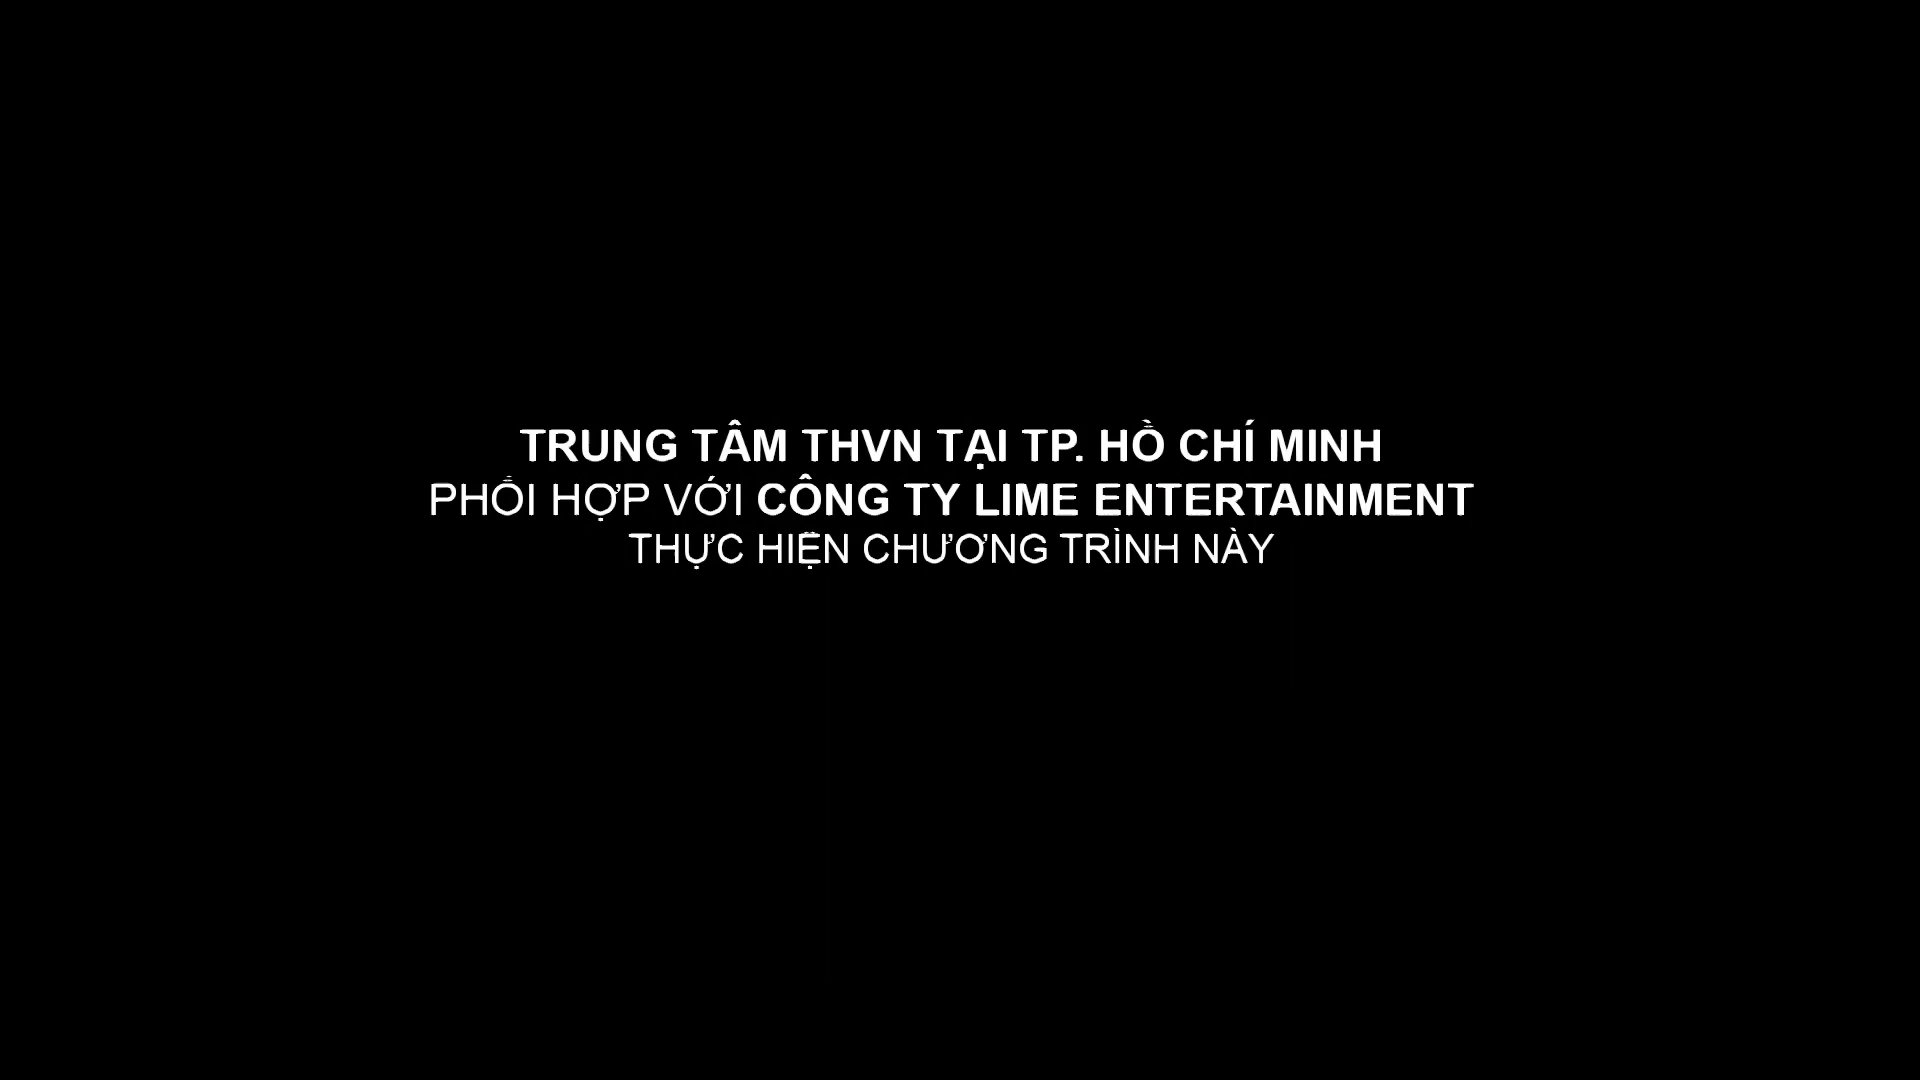 TRUNG TÂM THVN TẠI TP. HỒ CHÍ MINH
PHỐI HỢP VỚI CÔNG TY LIME ENTERTAINMENT
THỰC HIỆN CHƯƠNG TRÌNH NÀY